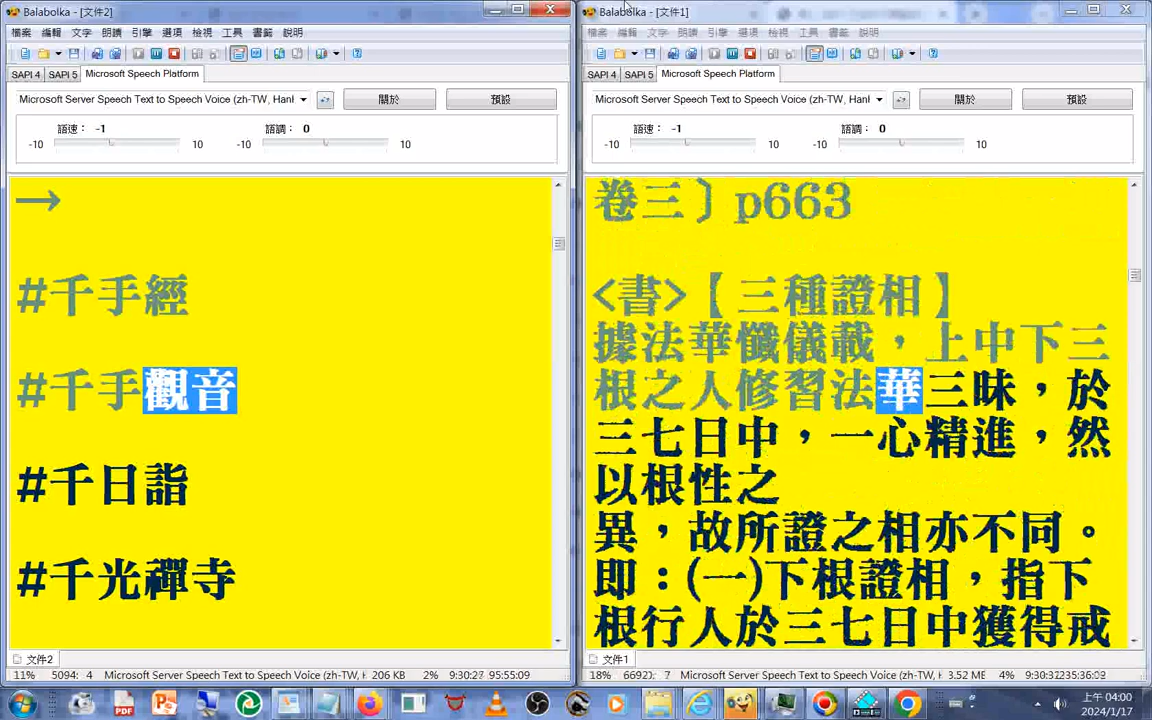 Balabolka - [文件2]
檔案 編輯 文字 朗讀 引擎 選項 檢視 工具 書籤 說明
SAPI 4 SAPI 5 Microsoft Speech Platform
Microsoft Server Speech Text to Speech Voice (zh-TW, Hanl
關於 預設
語速： -1 語調： 0
-10 10 -10 10
→
#千手經
#千手觀音
#千日詣
#千光禪寺
文件2
11% 5094: 4 Microsoft Server Speech Text to Speech Voice (zh-TW, H 206 KB 2% 9:30:27 95:55:09
Balabolka - [文件1]
檔案 編輯 文字 朗讀 引擎 選項 檢視 工具 書籤 說明
SAPI 4 SAPI 5 Microsoft Speech Platform
Microsoft Server Speech Text to Speech Voice (zh-TW, Hanl
關於 預設
語速： -1 語調： 0
-10 10 -10 10
卷三〕p663
<書>【三種證相】
據法華懺儀載，上中下三
根之人修習法華三昧，於
三七日中，一心精進，然
以根性之
異，故所證之相亦不同。
即：(一)下根證相，指下
根行人於三七日中獲得戒
文件1
18% Microsoft Server Speech Text to Speech Voice (zh-TW, H 3.52 MB 4%
PDF
上午 04:00
2024/1/17